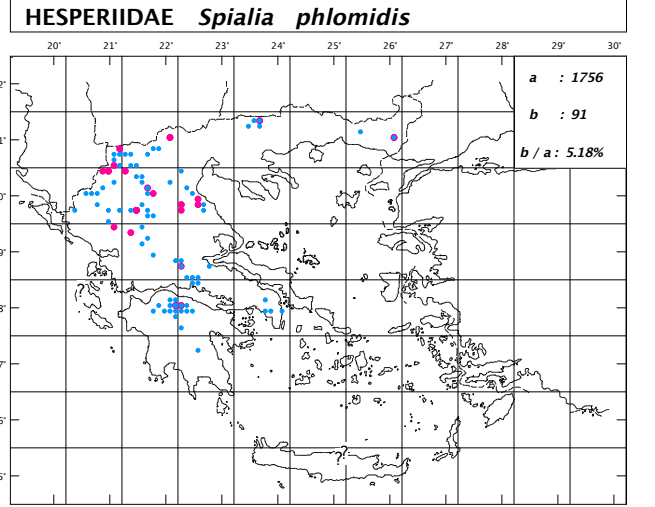 HESPERIIDAE Spialia phlomidis
20° 21° 22° 23° 24° 25° 26° 27° 28° 29° 30°
a : 1756
b : 91
b / a : 5.18%
??